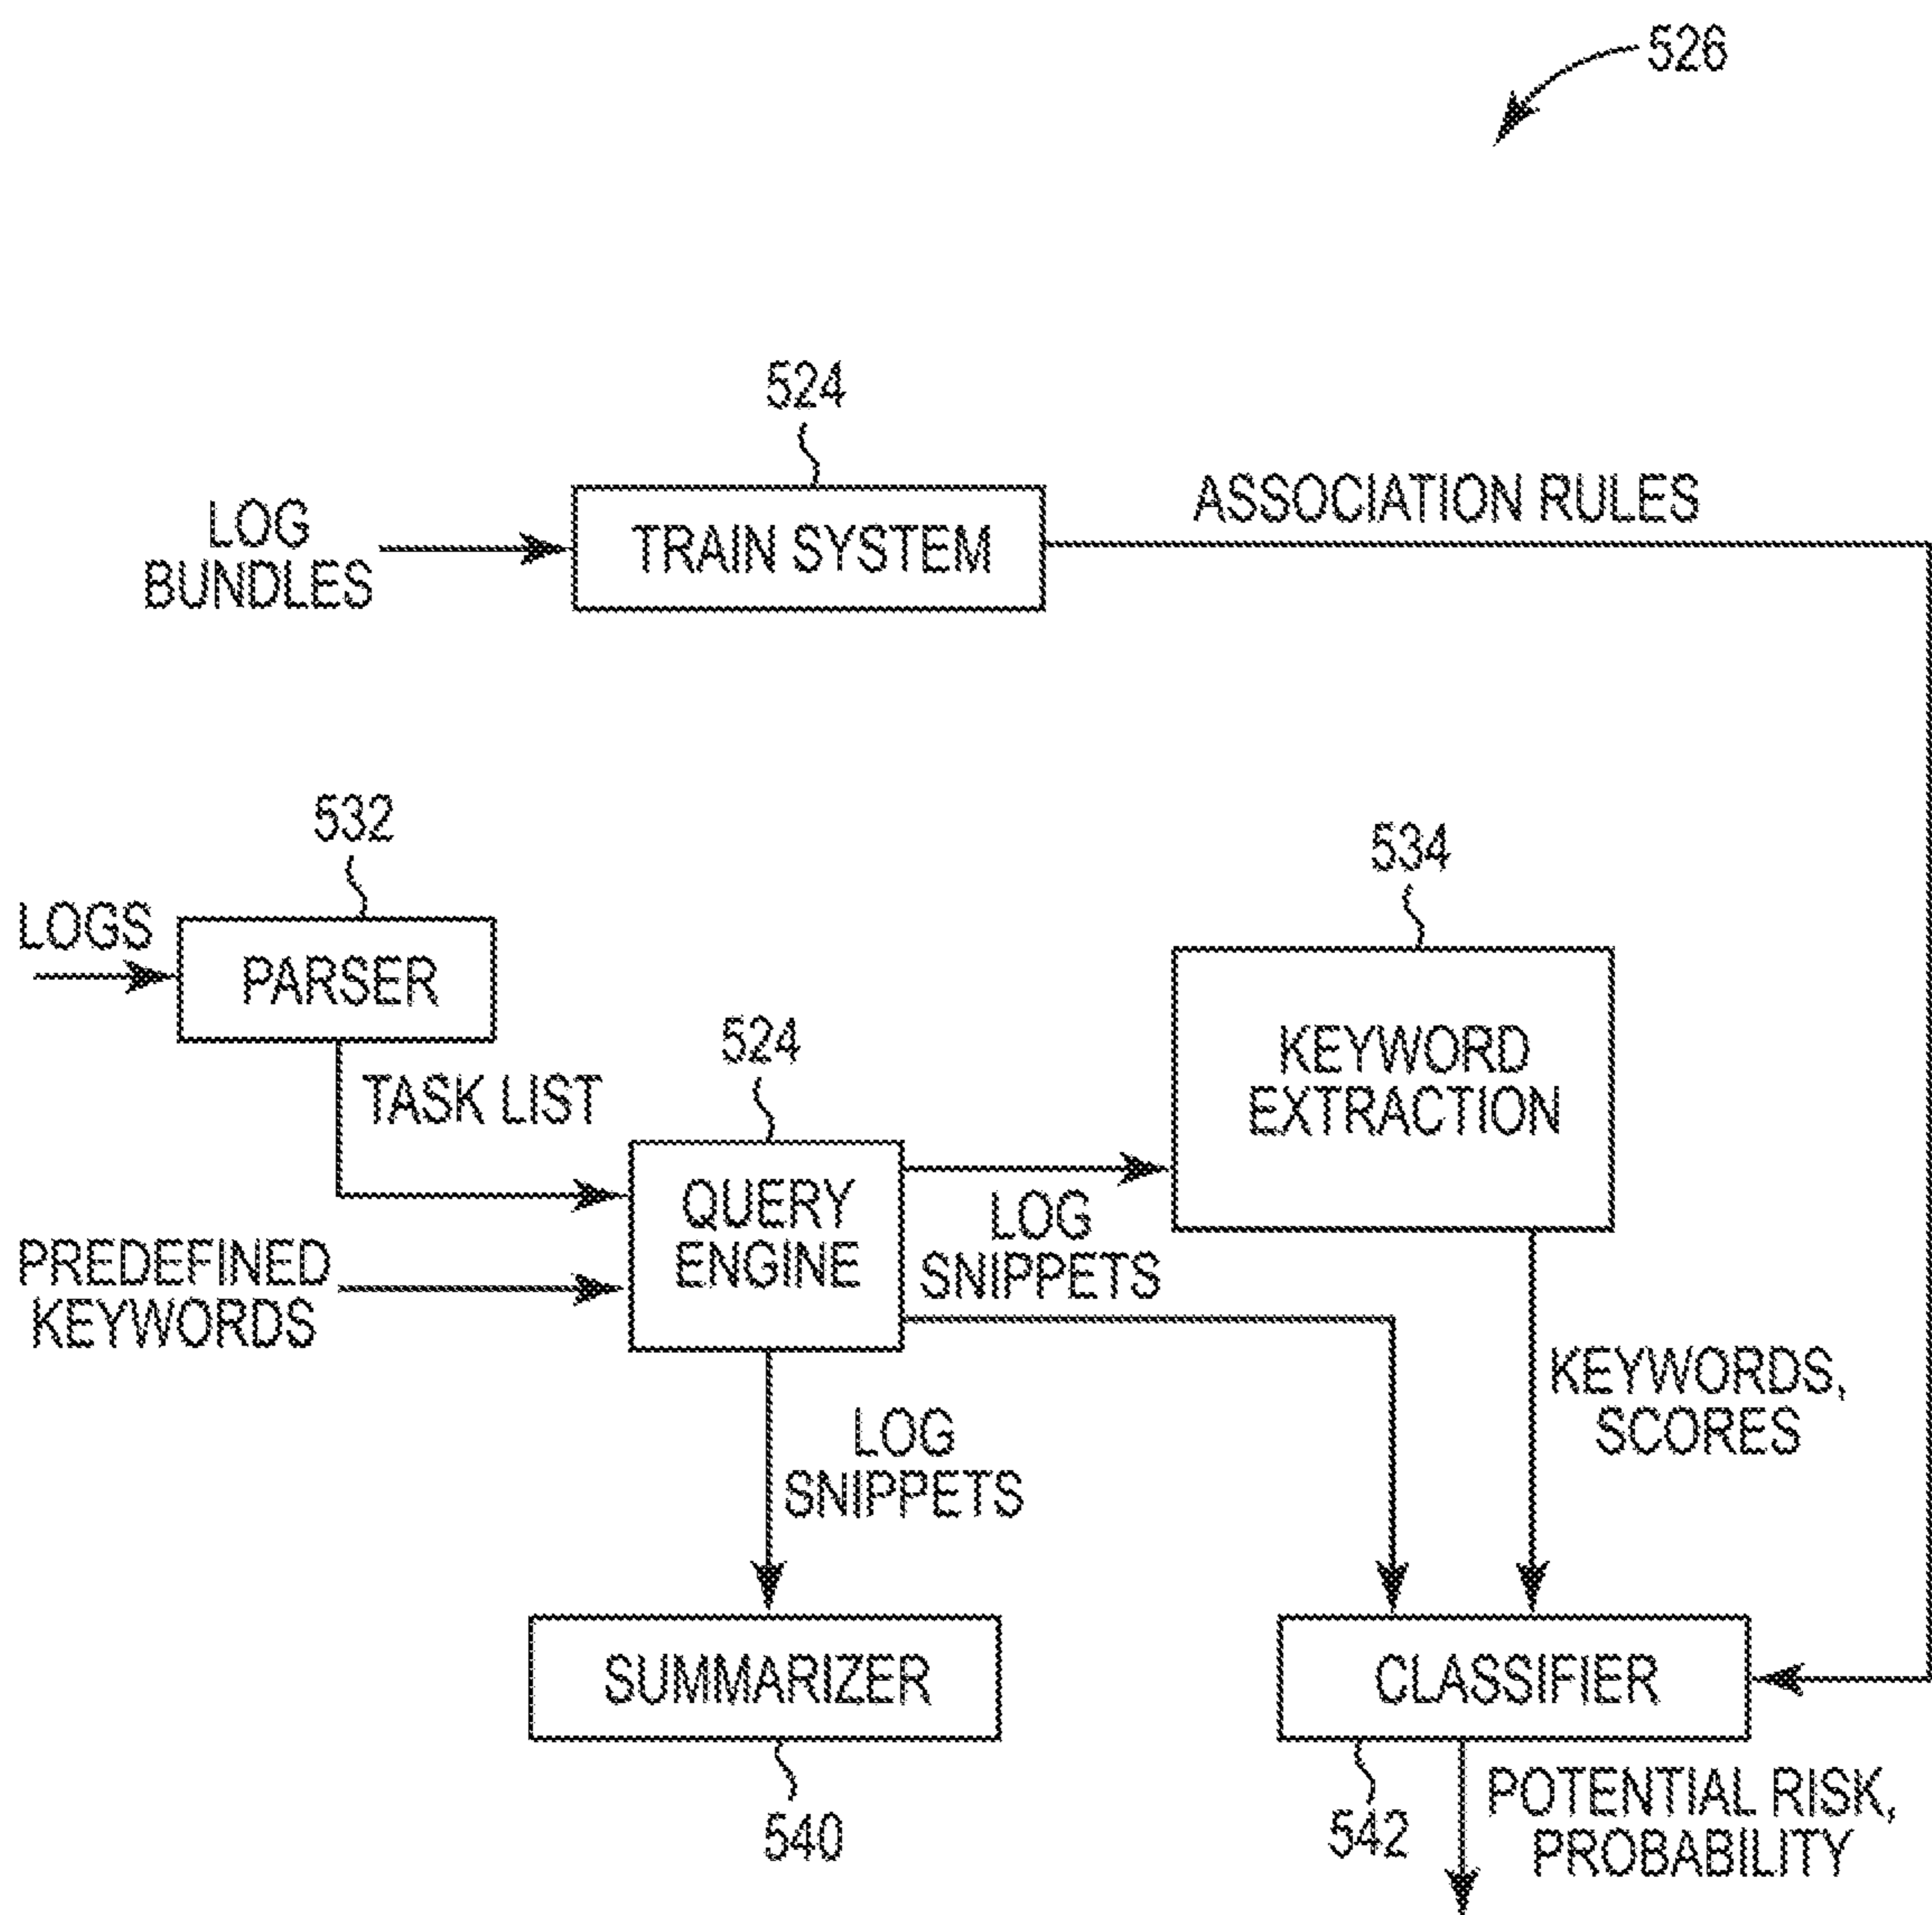 526
524
TRAIN SYSTEM
ASSOCIATION RULES
LOG
BUNDLES
532
LOGS
PARSER
534
KEYWORD
EXTRACTION
TASK LIST
524
QUERY
ENGINE
PREDEFINED
KEYWORDS
LOG
SNIPPETS
LOG
SNIPPETS
KEYWORDS,
SCORES
SUMMARIZER
540
CLASSIFIER
542
POTENTIAL RISK,
PROBABILITY